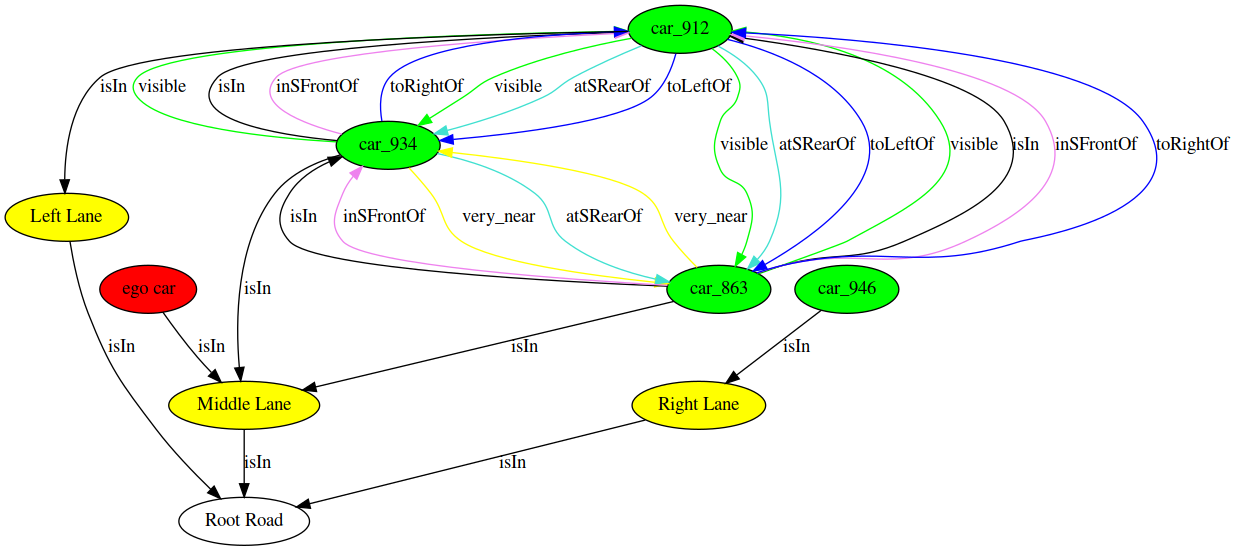 car_912
isIn visible isIn inSFrontOf toRightOf visible atSRearOf toLeftOf
car_934 visible atSRearOf toLeftOf visible isIn inSFrontOf toRightOf
Left Lane isIn inSFrontOf very_near atSRearOf very_near
ego car isIn car_863 car_946
isIn isIn isIn isIn
Middle Lane Right Lane
isIn isIn
Root Road